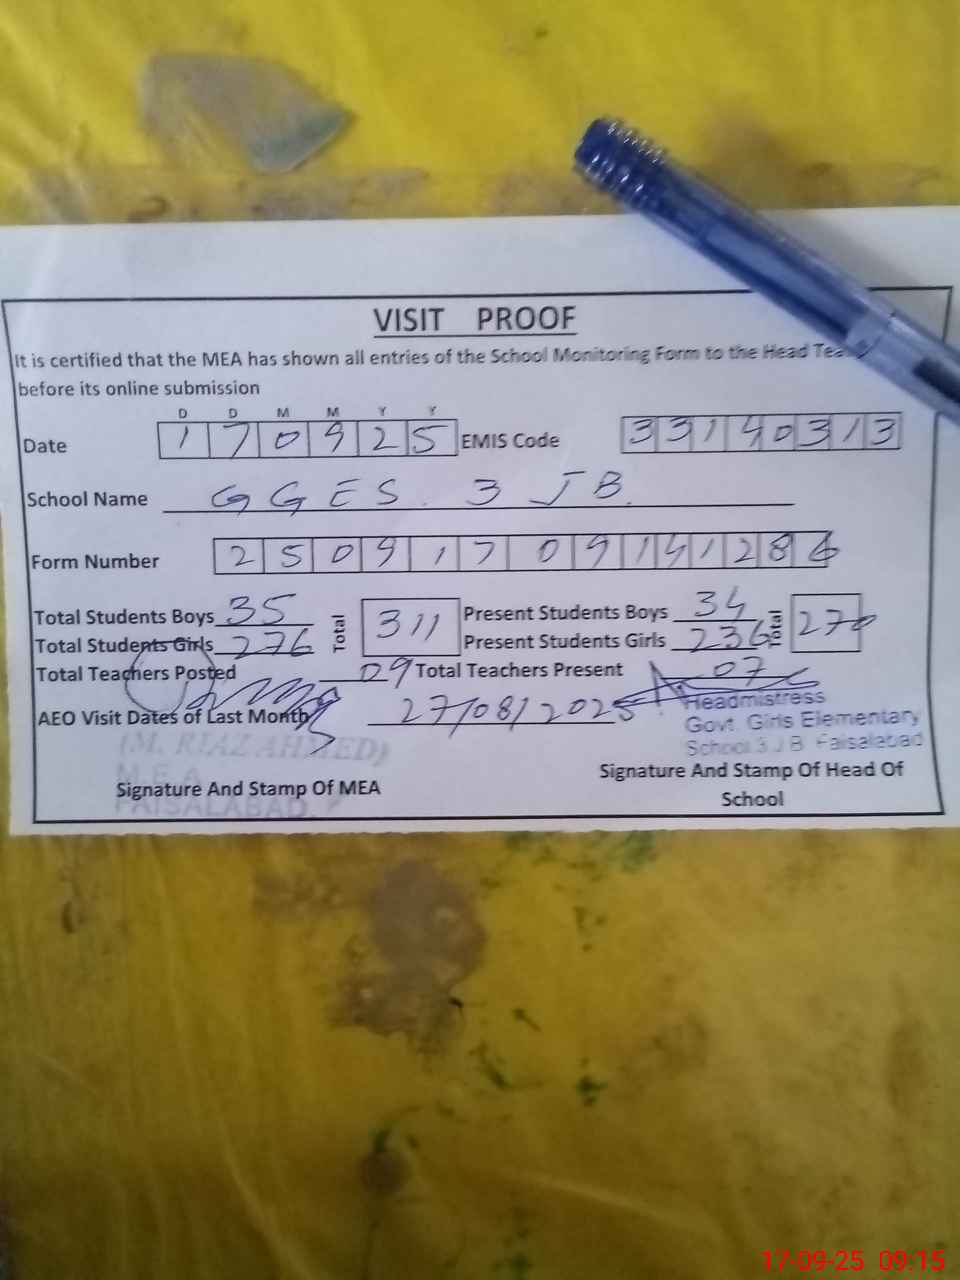 VISIT PROOF
It is certified that the MEA has shown all entries of the School Monitoring Form to the Head
before its online submission
D D M M Y Y
Date 1 7 0 9 2 5 EMIS Code 3 3 1 4 0 3 1 3
School Name GGES. 3 JB.
Form Number 2 5 0 9 1 7 0 9 1 4 1 2 8 6
Total Students Boys 35 Total 311 Present Students Boys 34 Total 270
Total Students Girls 276 Present Students Girls 236
Total Teachers Posted 09 Total Teachers Present 07
AEO Visit Dates of Last Month 27/08/2025
Headmistress
Govt. Girls Elementary
School 3 J B Faisalabad
(M. RIAZ AHMED)
M.E.A
FAISALABAD.
Signature And Stamp Of MEA
Signature And Stamp Of Head Of
School
17-09-25 09:15